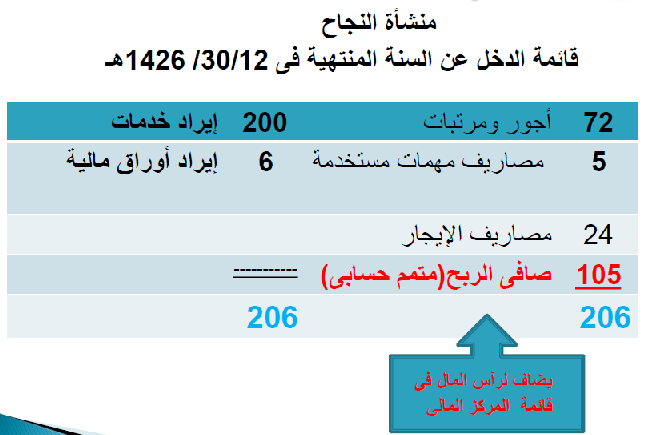 منشأة النجاح
قائمة الدخل عن السنة المنتهية فى 30/12/ 1426هـ
72 أجور ومرتبات 200 إيراد خدمات
5 مصاريف مهمات مستخدمة 6 إيراد أوراق مالية
24 مصاريف الإيجار
105 صافى الربح(متمم حسابى) -----------
206 206
يضاف لرأس المال في
قائمة المركز المالى